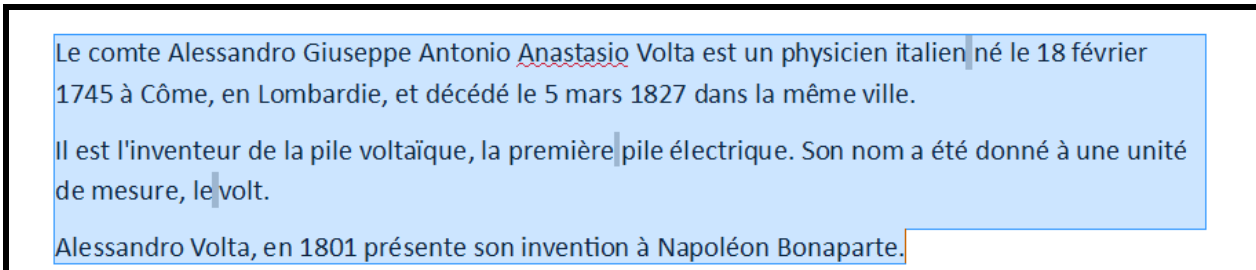 Le comte Alessandro Giuseppe Antonio Anastasio Volta est un physicien italien né le 18 février
1745 à Côme, en Lombardie, et décédé le 5 mars 1827 dans la même ville.
Il est l'inventeur de la pile voltaïque, la première pile électrique. Son nom a été donné à une unité
de mesure, le volt.
Alessandro Volta, en 1801 présente son invention à Napoléon Bonaparte.